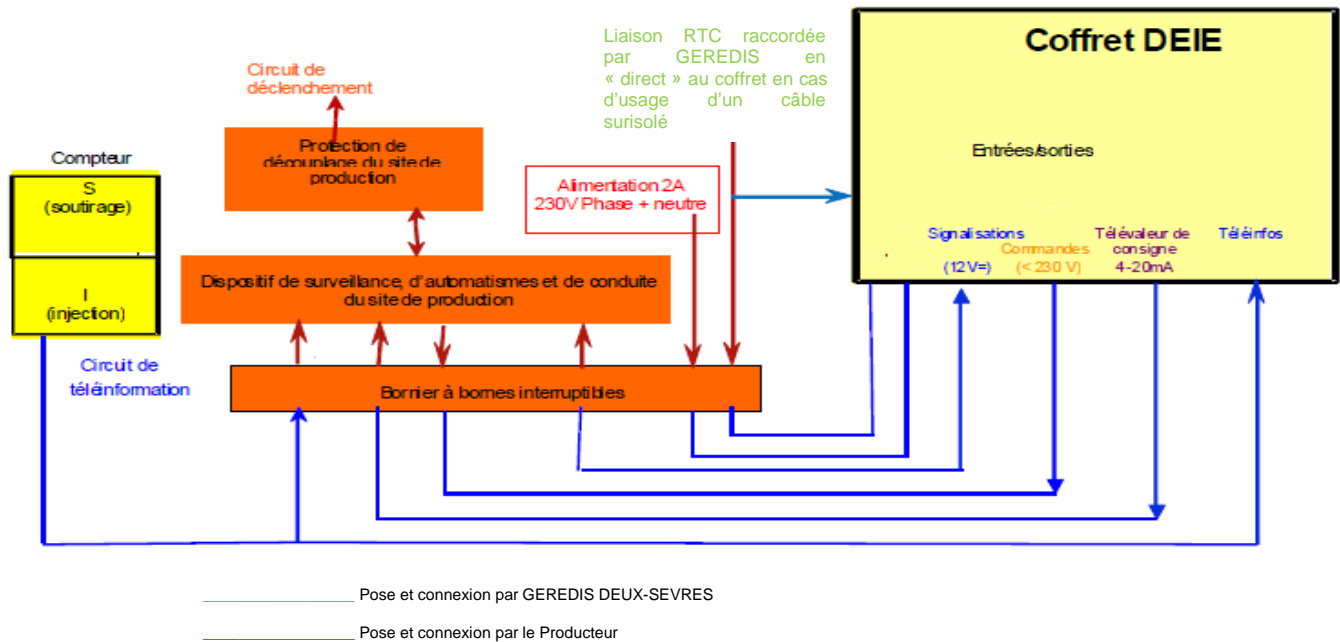 Liaison RTC raccordée
par GEREDIS en
« direct » au coffret en cas
d'usage d'un câble
surisolé
Coffret DEIE
Circuit de
déclenchement
Protection de
découplage du site de
production
Compteur
S
(soutirage)
I
(injection)
Entrées/sorties
Alimentation 2A
230V Phase + neutre
Signalisations
(12V=)
Commandes
(< 230 V)
Télévaleur de
consigne
4-20mA
Téléinfos
Dispositif de surveillance, d'automatismes et de conduite
du site de production
Circuit de
téléinformation
Bornier à bornes interruptibles
Pose et connexion par GEREDIS DEUX-SEVRES
Pose et connexion par le Producteur